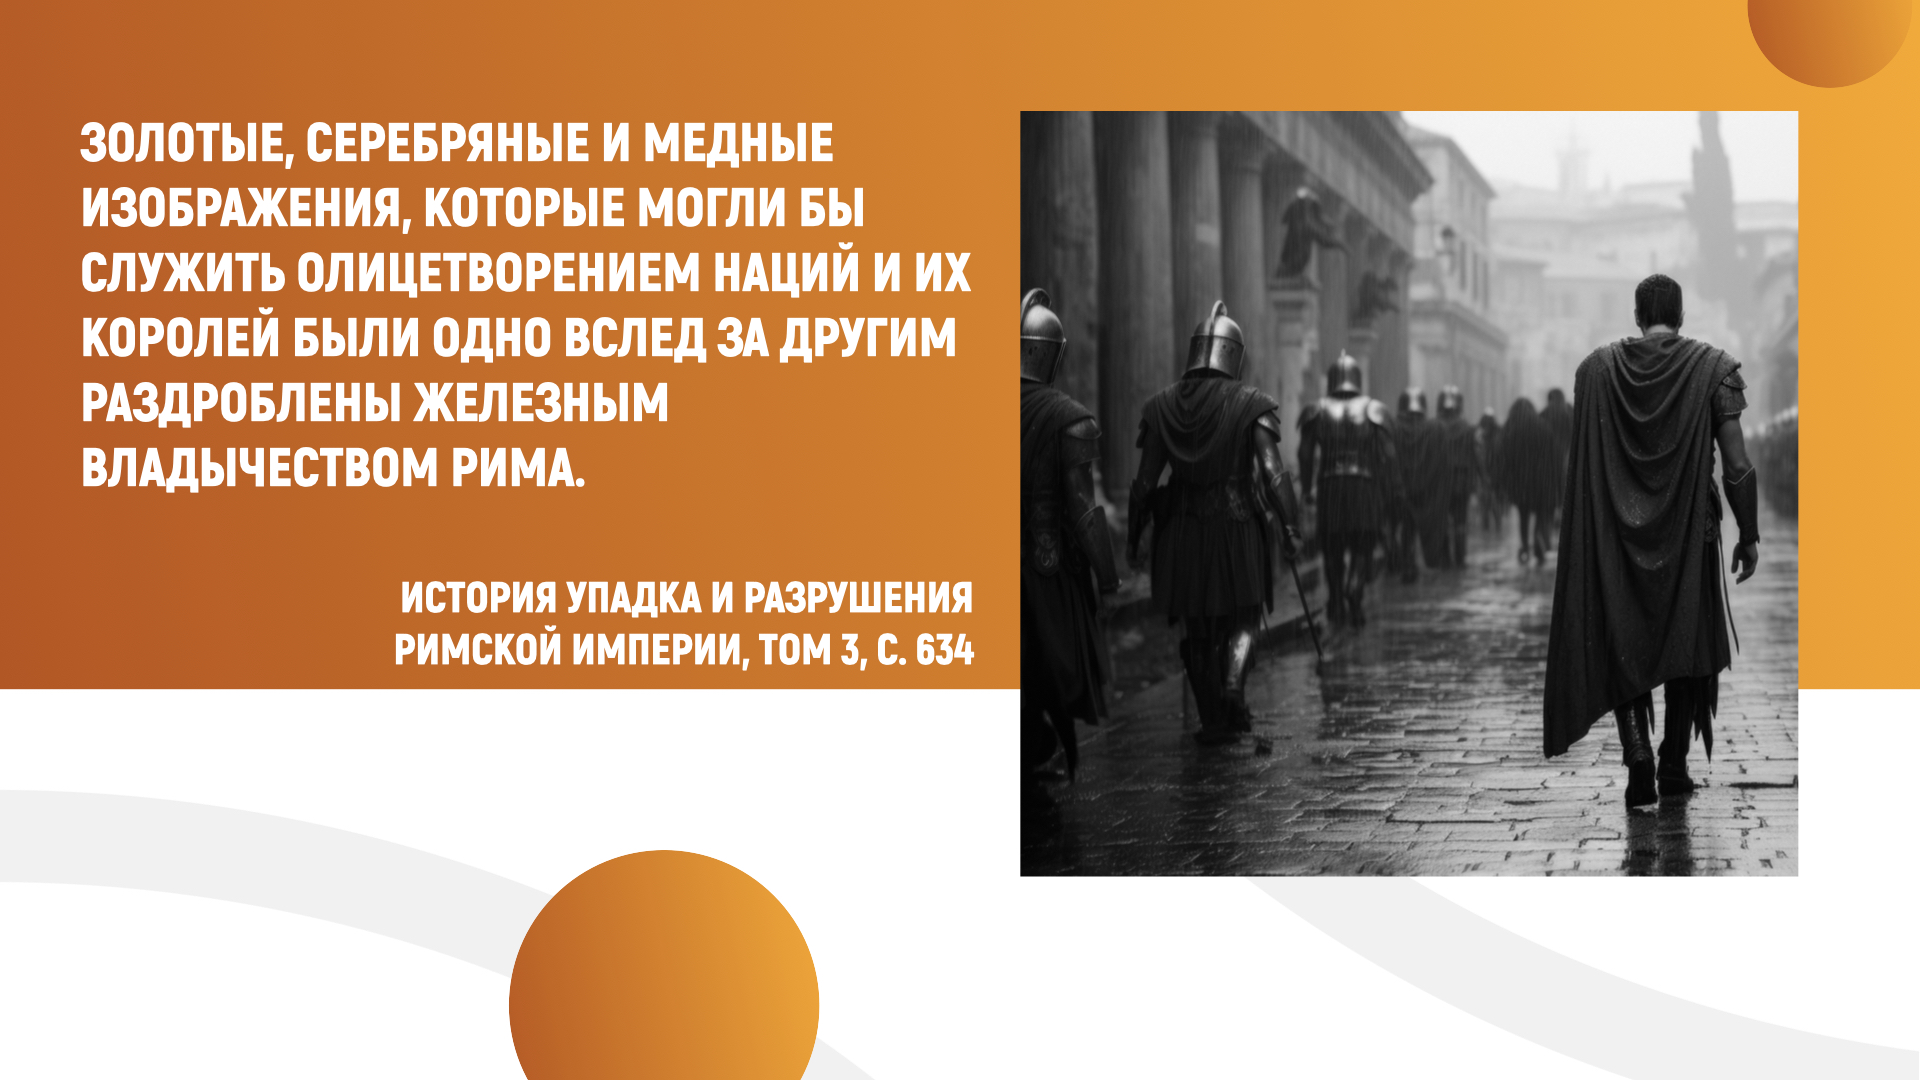 ЗОЛОТЫЕ, СЕРЕБРЯНЫЕ И МЕДНЫЕ
ИЗОБРАЖЕНИЯ, КОТОРЫЕ МОГЛИ БЫ
СЛУЖИТЬ ОЛИЦЕТВОРЕНИЕМ НАЦИЙ И ИХ
КОРОЛЕЙ БЫЛИ ОДНО ВСЛЕД ЗА ДРУГИМ
РАЗДРОБЛЕНЫ ЖЕЛЕЗНЫМ
ВЛАДЫЧЕСТВОМ РИМА.
ИСТОРИЯ УПАДКА И РАЗРУШЕНИЯ
РИМСКОЙ ИМПЕРИИ, ТОМ 3, С. 634